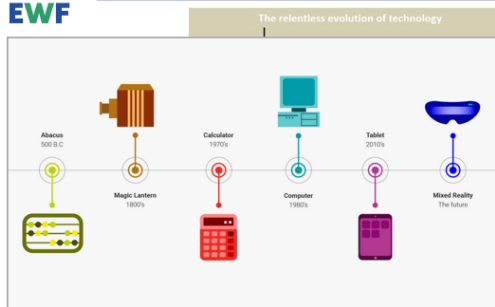 EWF
The relentless evolution of technology
Abacus
500 B.C
Magic Lantern
1800's
Calculator
1970's
Computer
1980's
Tablet
2010's
Mixed Reality
The future